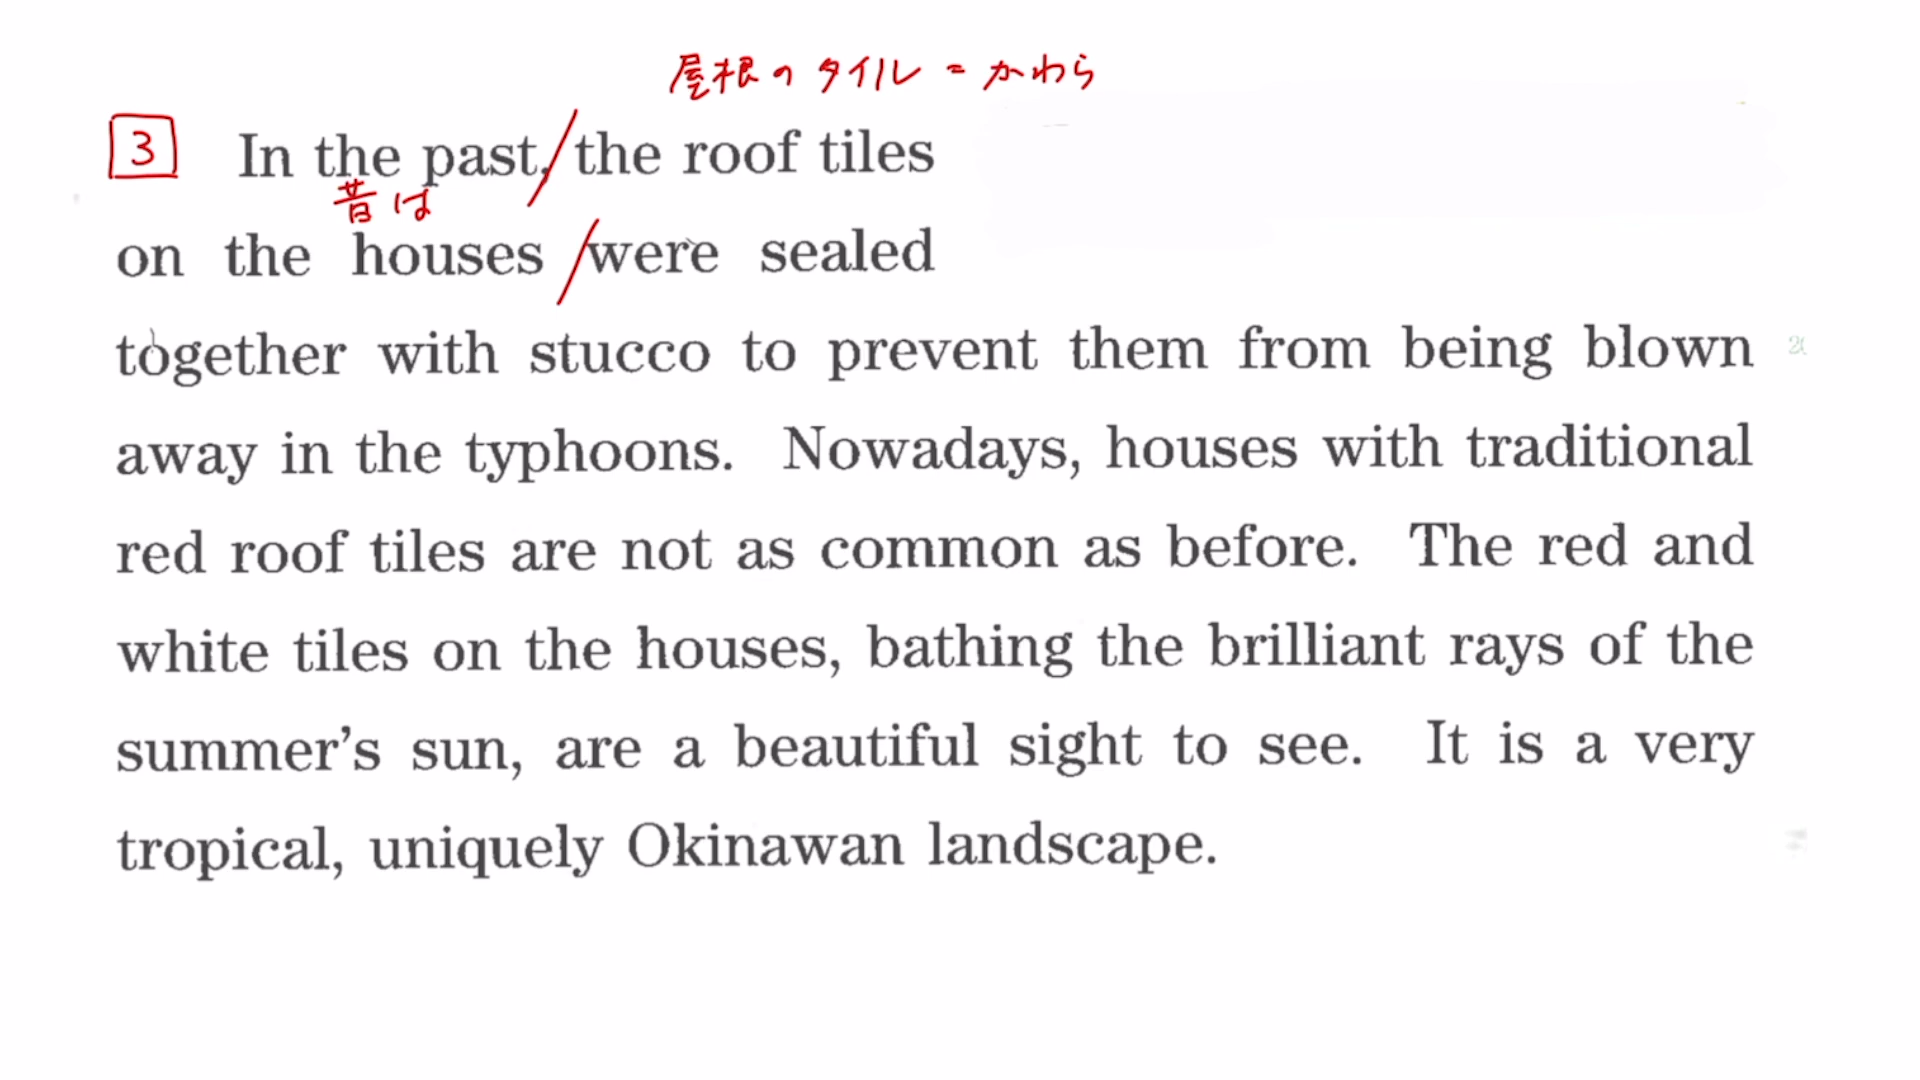 屋根のタイル=かわら
3 In the past, the roof tiles
昔は
on the houses were sealed
together with stucco to prevent them from being blown
away in the typhoons. Nowadays, houses with traditional
red roof tiles are not as common as before. The red and
white tiles on the houses, bathing the brilliant rays of the
summer's sun, are a beautiful sight to see. It is a very
tropical, uniquely Okinawan landscape.